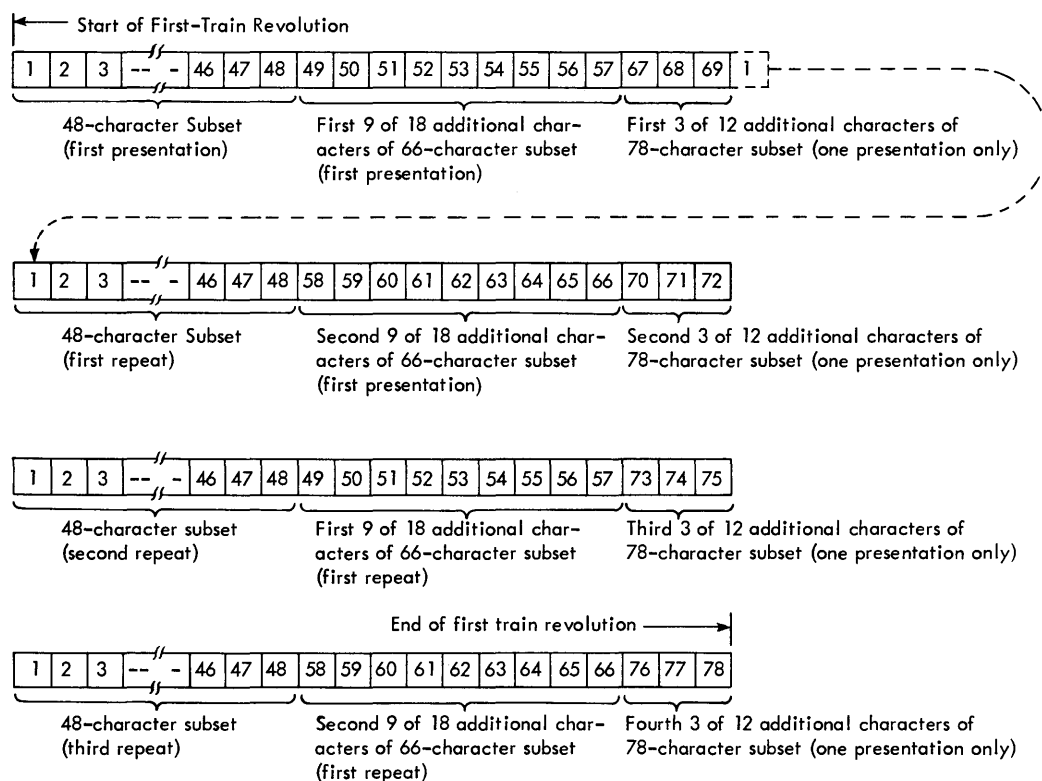 Start of First-Train Revolution
1 2 3 -- - 46 47 48 49 50 51 52 53 54 55 56 57 67 68 69 1
48-character Subset First 9 of 18 additional char- First 3 of 12 additional characters of
(first presentation) acters of 66-character subset 78-character subset (one presentation only)
(first presentation)
1 2 3 -- - 46 47 48 58 59 60 61 62 63 64 65 66 70 71 72
48-character Subset Second 9 of 18 additional char- Second 3 of 12 additional characters of
(first repeat) acters of 66-character subset 78-character subset (one presentation only)
(first presentation)
1 2 3 -- - 46 47 48 49 50 51 52 53 54 55 56 57 73 74 75
48-character subset First 9 of 18 additional char- Third 3 of 12 additional characters of
(second repeat) acters of 66-character subset 78-character subset (one presentation only)
(first repeat)
End of first train revolution
1 2 3 -- - 46 47 48 58 59 60 61 62 63 64 65 66 76 77 78
48-character subset Second 9 of 18 additional char- Fourth 3 of 12 additional characters of
(third repeat) acters of 66-character subset 78-character subset (one presentation only)
(first repeat)